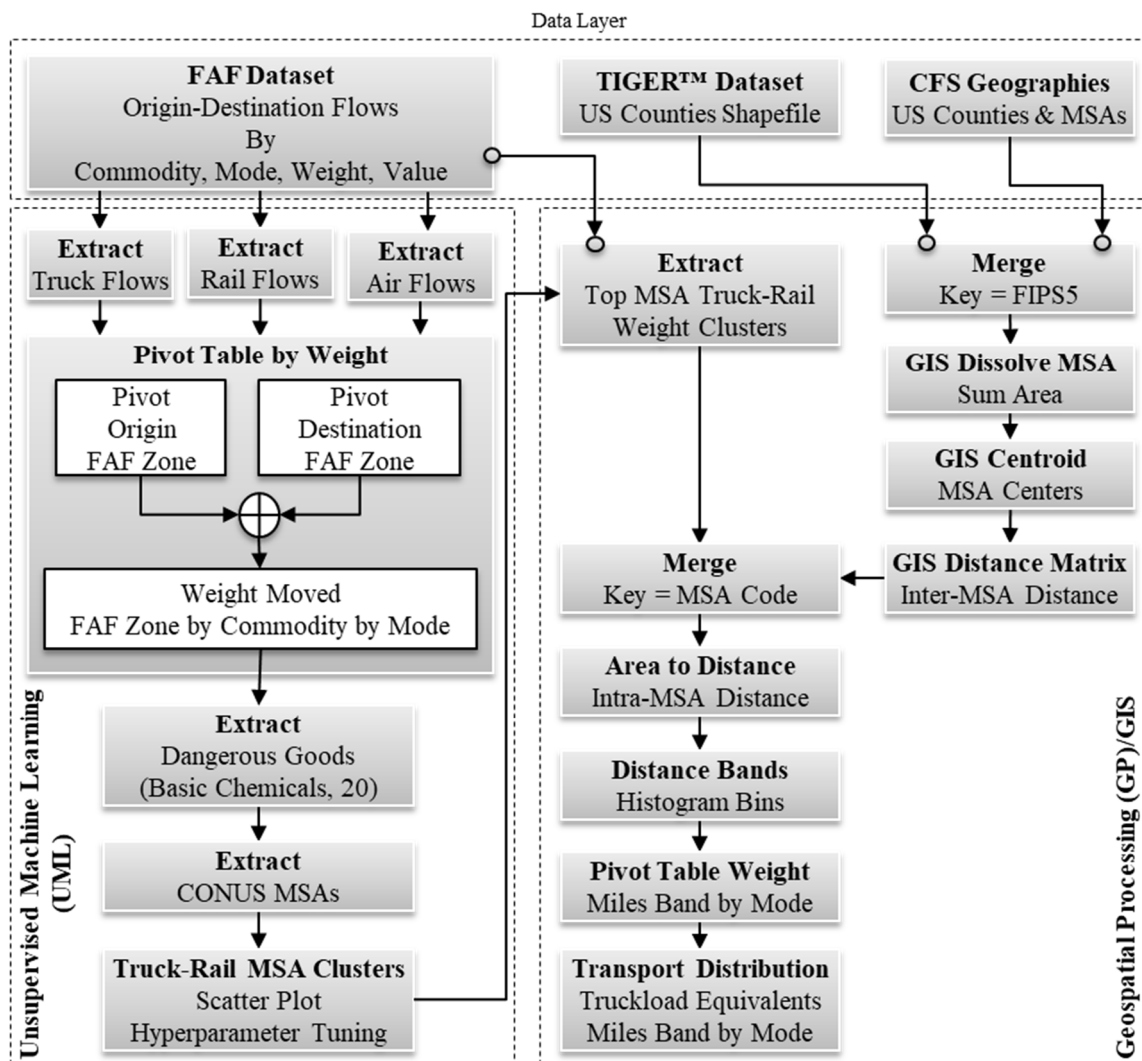 Data Layer
FAF Dataset
Origin-Destination Flows
By
Commodity, Mode, Weight, Value
TIGER™ Dataset
US Counties Shapefile
CFS Geographies
US Counties & MSAs
Extract
Truck Flows
Extract
Rail Flows
Extract
Air Flows
Pivot Table by Weight
Pivot
Origin
FAF Zone
Pivot
Destination
FAF Zone
Weight Moved
FAF Zone by Commodity by Mode
Extract
Dangerous Goods
(Basic Chemicals, 20)
Extract
CONUS MSAs
Truck-Rail MSA Clusters
Scatter Plot
Hyperparameter Tuning
Unsupervised Machine Learning
(UML)
Extract
Top MSA Truck-Rail
Weight Clusters
Merge
Key = FIPS5
GIS Dissolve MSA
Sum Area
GIS Centroid
MSA Centers
GIS Distance Matrix
Inter-MSA Distance
Merge
Key = MSA Code
Area to Distance
Intra-MSA Distance
Distance Bands
Histogram Bins
Pivot Table Weight
Miles Band by Mode
Transport Distribution
Truckload Equivalents
Miles Band by Mode
Geospatial Processing (GP)/GIS